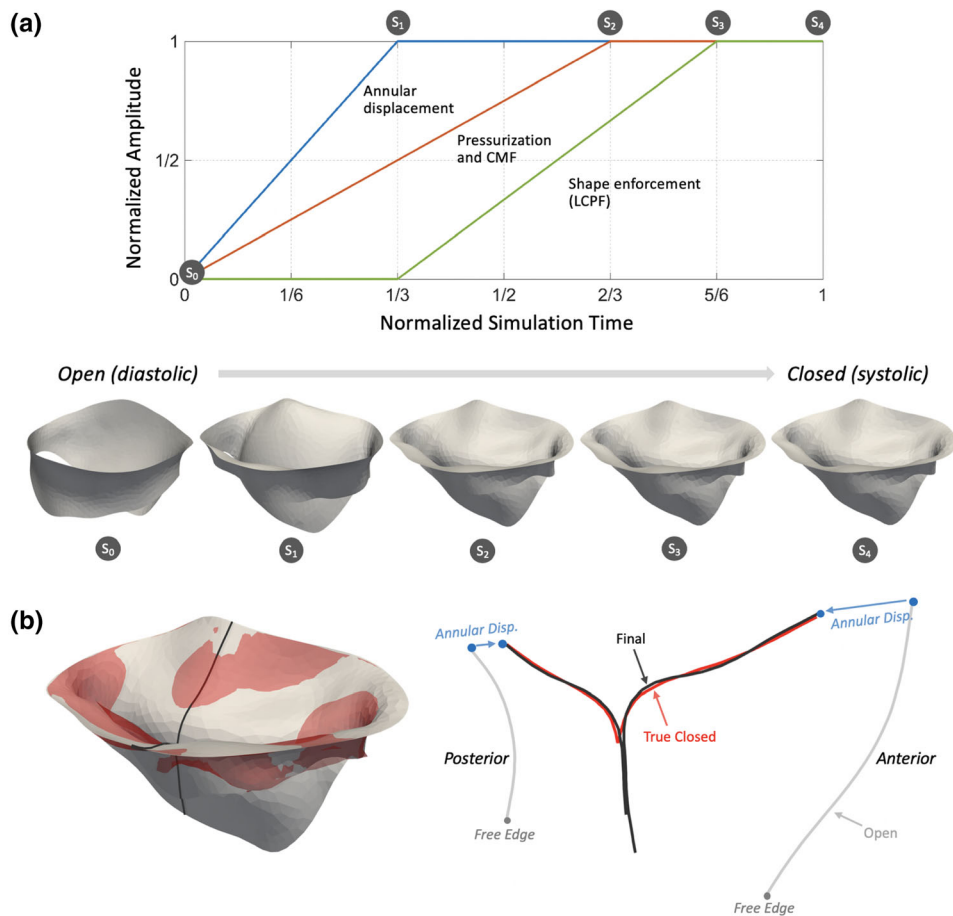 (a)
S1
S2
S3
S4
1
Annular
displacement
Pressurization
and CMF
1/2
Shape enforcement
(LCPF)
Normalized Amplitude
S0
0
0
1/6
1/3
1/2
2/3
5/6
1
Normalized Simulation Time
Open (diastolic)
Closed (systolic)
S0
S1
S2
S3
S4
(b)
Annular Disp.
Final
Annular Disp.
True Closed
Posterior
Anterior
Free Edge
Open
Free Edge